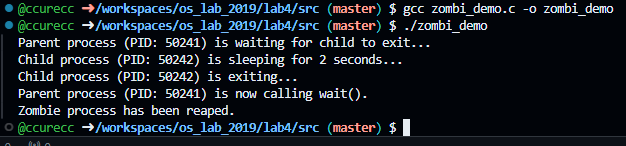 @ccurecc ➜/workspaces/os_lab_2019/lab4/src (master) $ gcc zombi_demo.c -o zombi_demo
@ccurecc ➜/workspaces/os_lab_2019/lab4/src (master) $ ./zombi_demo
Parent process (PID: 50241) is waiting for child to exit...
Child process (PID: 50242) is sleeping for 2 seconds...
Child process (PID: 50242) is exiting...
Parent process (PID: 50241) is now calling wait().
Zombie process has been reaped.
@ccurecc ➜/workspaces/os_lab_2019/lab4/src (master) $